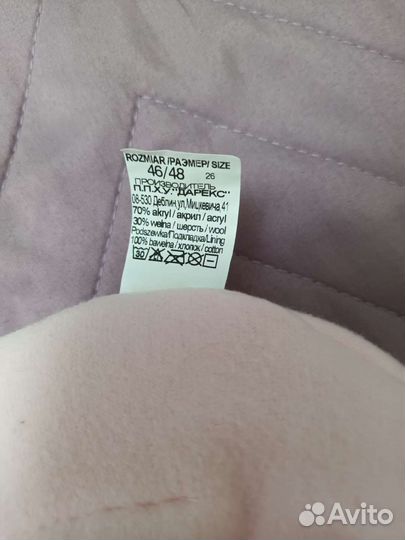 ROZMIAR /РАЗМЕР/ SIZE
46/48 26
ПРОИЗВОДИТЕЛЬ
П.П.Х.У. "ДАРЕКС"
08-530 Деблин ул.Мицкевича 41
70% akryl / акрил / acryl
30% wełna / шерсть / wool
Podszewka/Подкладка/Lining
100% bawełna / хлопок / cotton
30
Avito